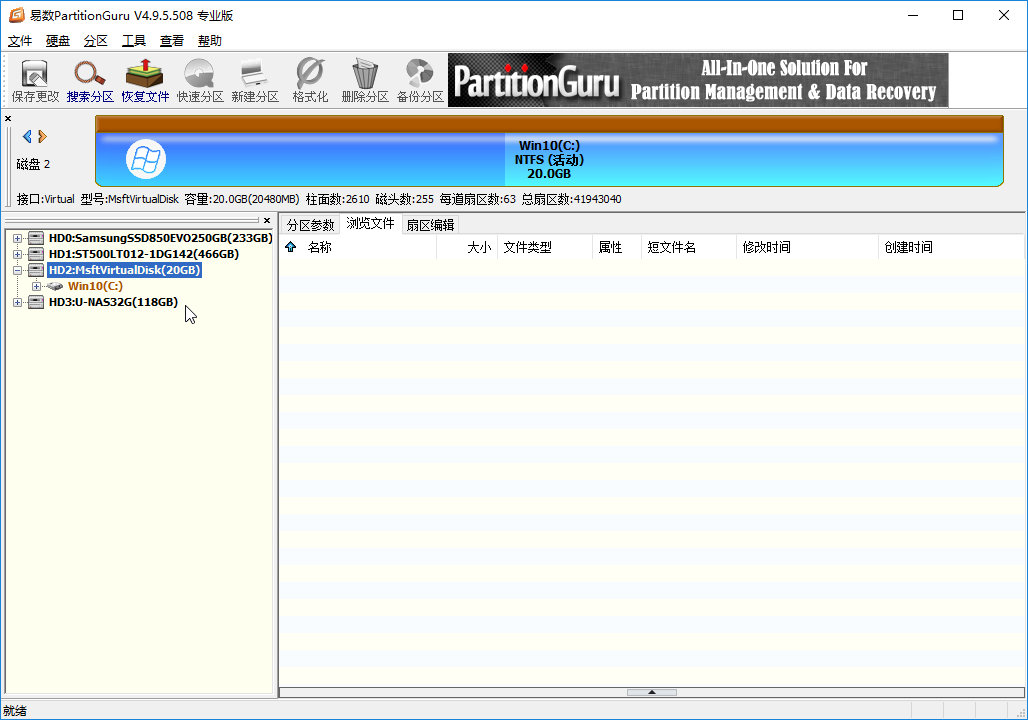 易数PartitionGuru V4.9.5.508 专业版
文件 硬盘 分区 工具 查看 帮助
保存更改 搜索分区 恢复文件 快速分区 新建分区 格式化 删除分区 备份分区
PartitionGuru
All-In-One Solution For
Partition Management & Data Recovery
磁盘 2
Win10(C:)
NTFS (活动)
20.0GB
接口:Virtual 型号:MsftVirtualDisk 容量:20.0GB(20480MB) 柱面数:2610 磁头数:255 每道扇区数:63 总扇区数:41943040
HD0:SamsungSSD850EVO250GB(233GB)
HD1:ST500LT012-1DG142(466GB)
HD2:MsftVirtualDisk(20GB)
Win10(C:)
HD3:U-NAS32G(118GB)
分区参数 浏览文件 扇区编辑
名称 大小 文件类型 属性 短文件名 修改时间 创建时间
就绪